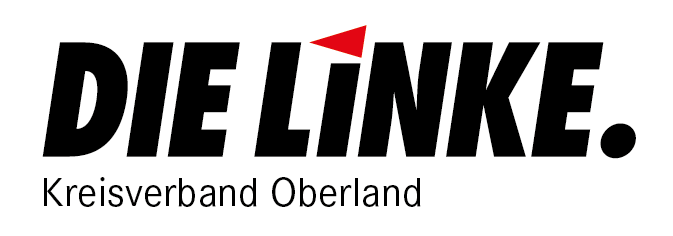 DIE LINKE.
Kreisverband Oberland